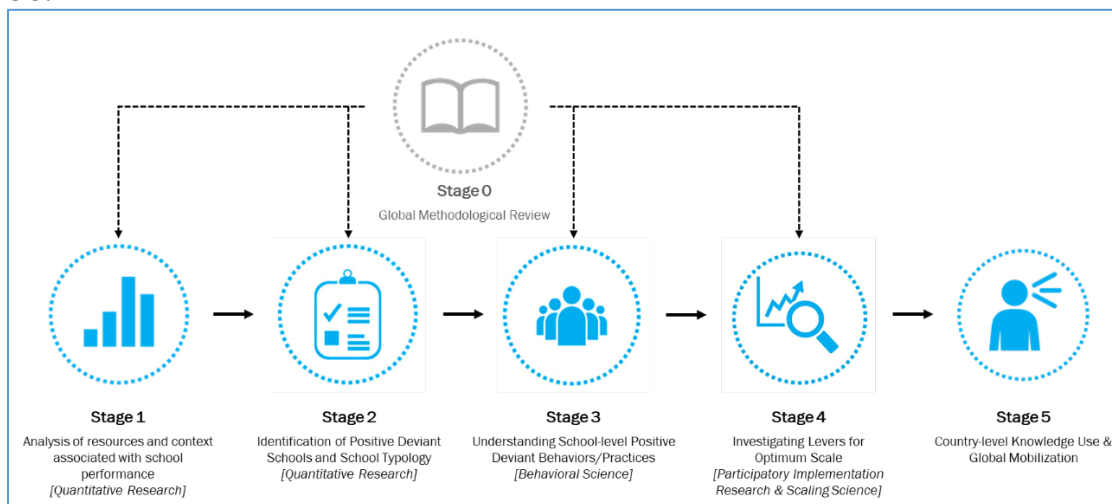 Stage 0
Global Methodological Review
Stage 1
Analysis of resources and context
associated with school
performance
[Quantitative Research]
Stage 2
Identification of Positive Deviant
Schools and School Typology
[Quantitative Research]
Stage 3
Understanding School-level Positive
Deviant Behaviors/Practices
[Behavioral Science]
Stage 4
Investigating Levers for
Optimum Scale
[Participatory Implementation
Research & Scaling Science]
Stage 5
Country-level Knowledge Use &
Global Mobilization